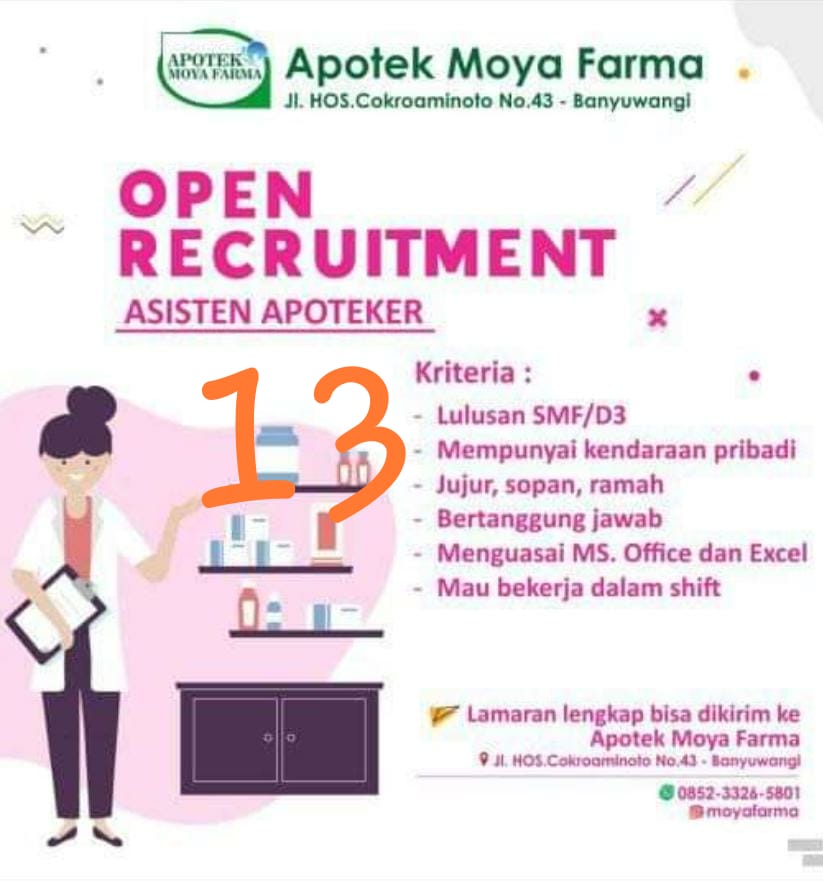 APOTEK
MOYA FARMA
Apotek Moya Farma
Jl. HOS.Cokroaminoto No.43 - Banyuwangi
OPEN
RECRUITMENT
ASISTEN APOTEKER
13
Kriteria :
- Lulusan SMF/D3
- Mempunyai kendaraan pribadi
- Jujur, sopan, ramah
- Bertanggung jawab
- Menguasai MS. Office dan Excel
- Mau bekerja dalam shift
Lamaran lengkap bisa dikirim ke
Apotek Moya Farma
Jl. HOS.Cokroaminoto No.43 - Banyuwangi
0852-3326-5801
moyafarma